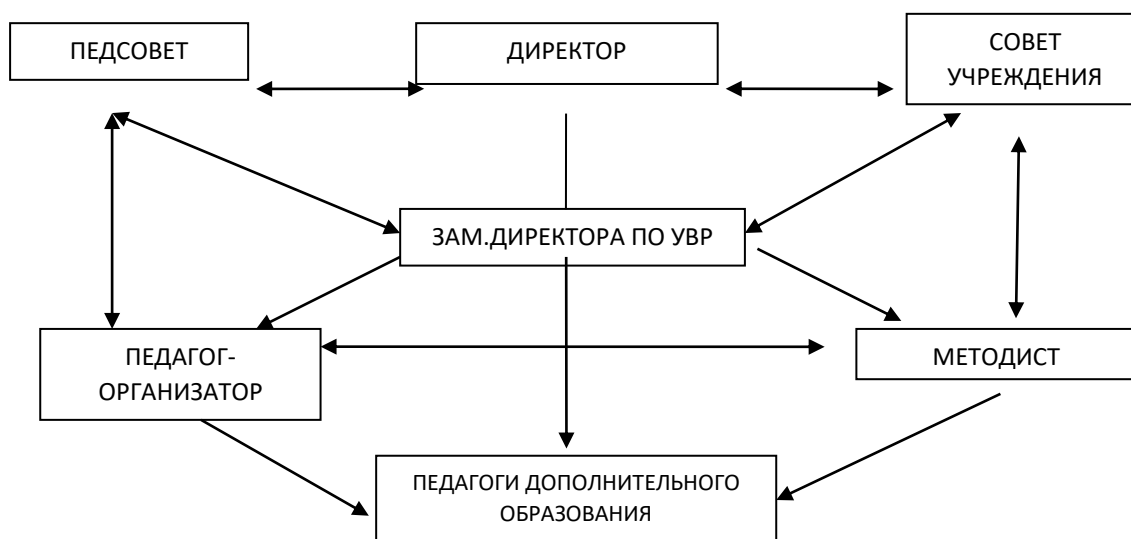 ПЕДСОВЕТ
ДИРЕКТОР
СОВЕТ
УЧРЕЖДЕНИЯ
ЗАМ.ДИРЕКТОРА ПО УВР
ПЕДАГОГ-
ОРГАНИЗАТОР
МЕТОДИСТ
ПЕДАГОГИ ДОПОЛНИТЕЛЬНОГО
ОБРАЗОВАНИЯ